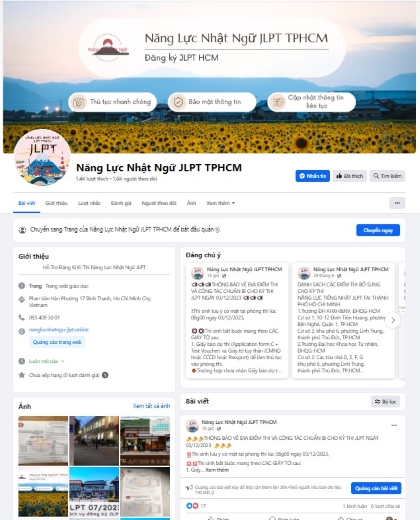 Năng Lực Nhật Ngữ JLPT TPHCM
Đăng ký JLPT HCM
Thủ tục nhanh chóng
Bảo mật thông tin
Cập nhật thông tin
liên tục
Năng Lực Nhật Ngữ JLPT TPHCM
1,4K lượt thích • 1,6K người theo dõi
Nhắn tin
Đã thích
Tìm kiếm
Bài viết
Giới thiệu
Lượt nhắc
Đánh giá
Người theo dõi
Ảnh
Xem thêm
Chuyển sang Trang của Năng Lực Nhật Ngữ JLPT TPHCM để bắt đầu quản lý.
Chuyển ngay
Giới thiệu
Hỗ Trợ Đăng Kí Kì Thi Năng Lực Nhật Ngữ JLPT
Trang · Trang web giáo dục
Phan Văn Hân Phường 17 Bình Thạnh, Ho Chi Minh City,
Vietnam
093 409 30 01
nangluchatngu-jlpt.online
Quảng cáo trang web
Luôn mở cửa
Chưa xếp hạng (0 lượt đánh giá)
Đáng chú ý
Năng Lực Nhật Ngữ JLPT TPHCM
THÔNG BÁO VỀ ĐỊA ĐIỂM THI
VÀ CÔNG TÁC CHUẨN BỊ CHO KỲ THI
JLPT NGÀY 03/12/2023
Thí sinh lưu ý có mặt tại phòng thi lúc
08g00 ngày 03/12/2023.
Thí sinh bắt buộc mang theo CÁC
GIẤY TỜ sau:
1. Giấy báo dự thi (Application form C +
Test Voucher) và Giấy tờ tùy thân (CMND
hoặc CCCD hoặc Passport) để làm thủ tục
vào phòng thi.
Trường hợp chưa nhận Giấy báo dự t...
Năng Lực Nhật Ngữ JLPT TPHCM
DANH SÁCH CÁC ĐIỂM THI BỔ SUNG
CHO KỲ THI
NĂNG LỰC TIẾNG NHẬT JLPT TẠI THÀNH
PHỐ HỒ CHÍ MINH
1.Trường ĐH KHXH&NV, ĐHQG-HCM
Cơ sở 1: 10-12 Đinh Tiên Hoàng, phường
Bến Nghé, Quận 1, TP.HCM
Cơ sở 2: khu phố 6, phường Linh Trung,
thành phố Thủ Đức, TP.HCM
2.Trường Đại học Khoa học Tự nhiên,
ĐHQG-HCM
Cơ sở 2: Các tòa nhà D, E, F, G
khu phố 6, phường Linh Trung,
thành phố Thủ Đức, TP.HCM...
Ảnh
Xem tất cả ảnh
LPT 07/202
Bài viết
Bộ lọc
Năng Lực Nhật Ngữ JLPT TPHCM
THÔNG BÁO VỀ ĐỊA ĐIỂM THI VÀ CÔNG TÁC CHUẨN BỊ CHO KỲ THI JLPT NGÀY
03/12/2023
Thí sinh lưu ý có mặt tại phòng thi lúc 08g00 ngày 03/12/2023.
Thí sinh bắt buộc mang theo CÁC GIẤY TỜ sau:
1. Giấy... Xem thêm
Quảng cáo bài viết
17
1 bình luận
6 lượt chia sẻ